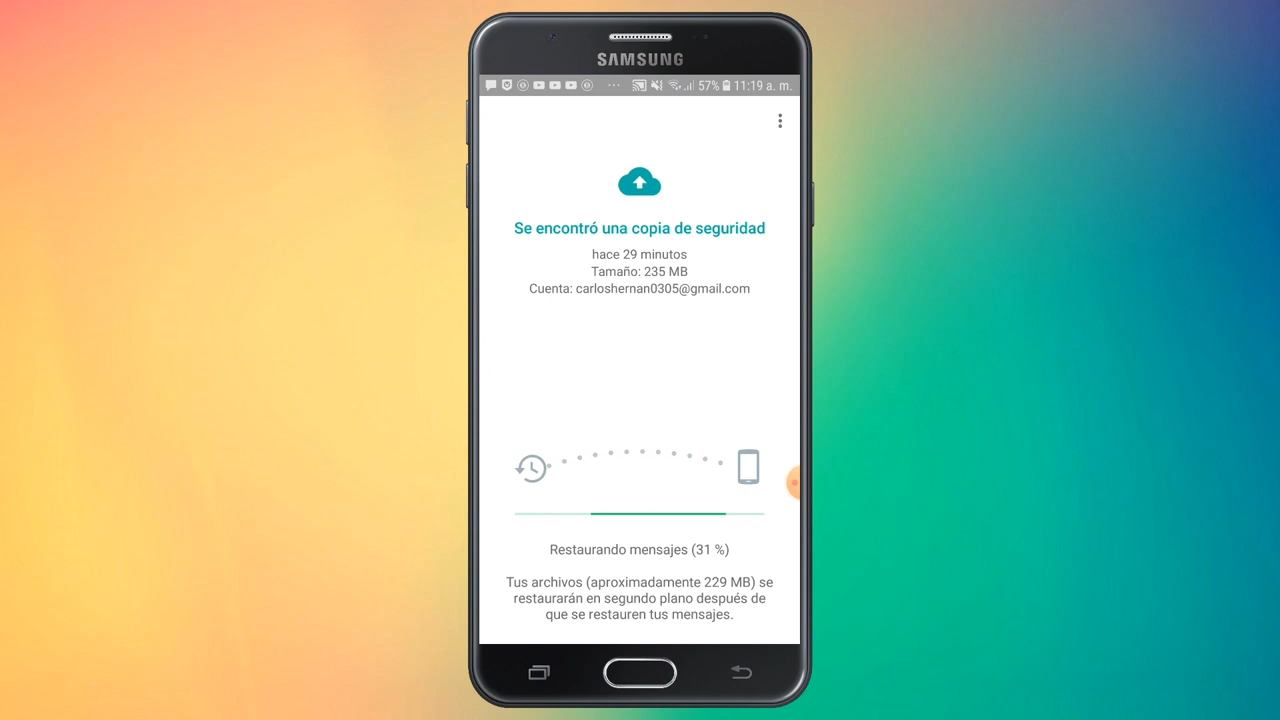 SAMSUNG
57% 11:19 a. m.
Se encontró una copia de seguridad
hace 29 minutos
Tamaño: 235 MB
Cuenta: carloshernan0305@gmail.com
Restaurando mensajes (31 %)
Tus archivos (aproximadamente 229 MB) se
restaurarán en segundo plano después de
que se restauren tus mensajes.